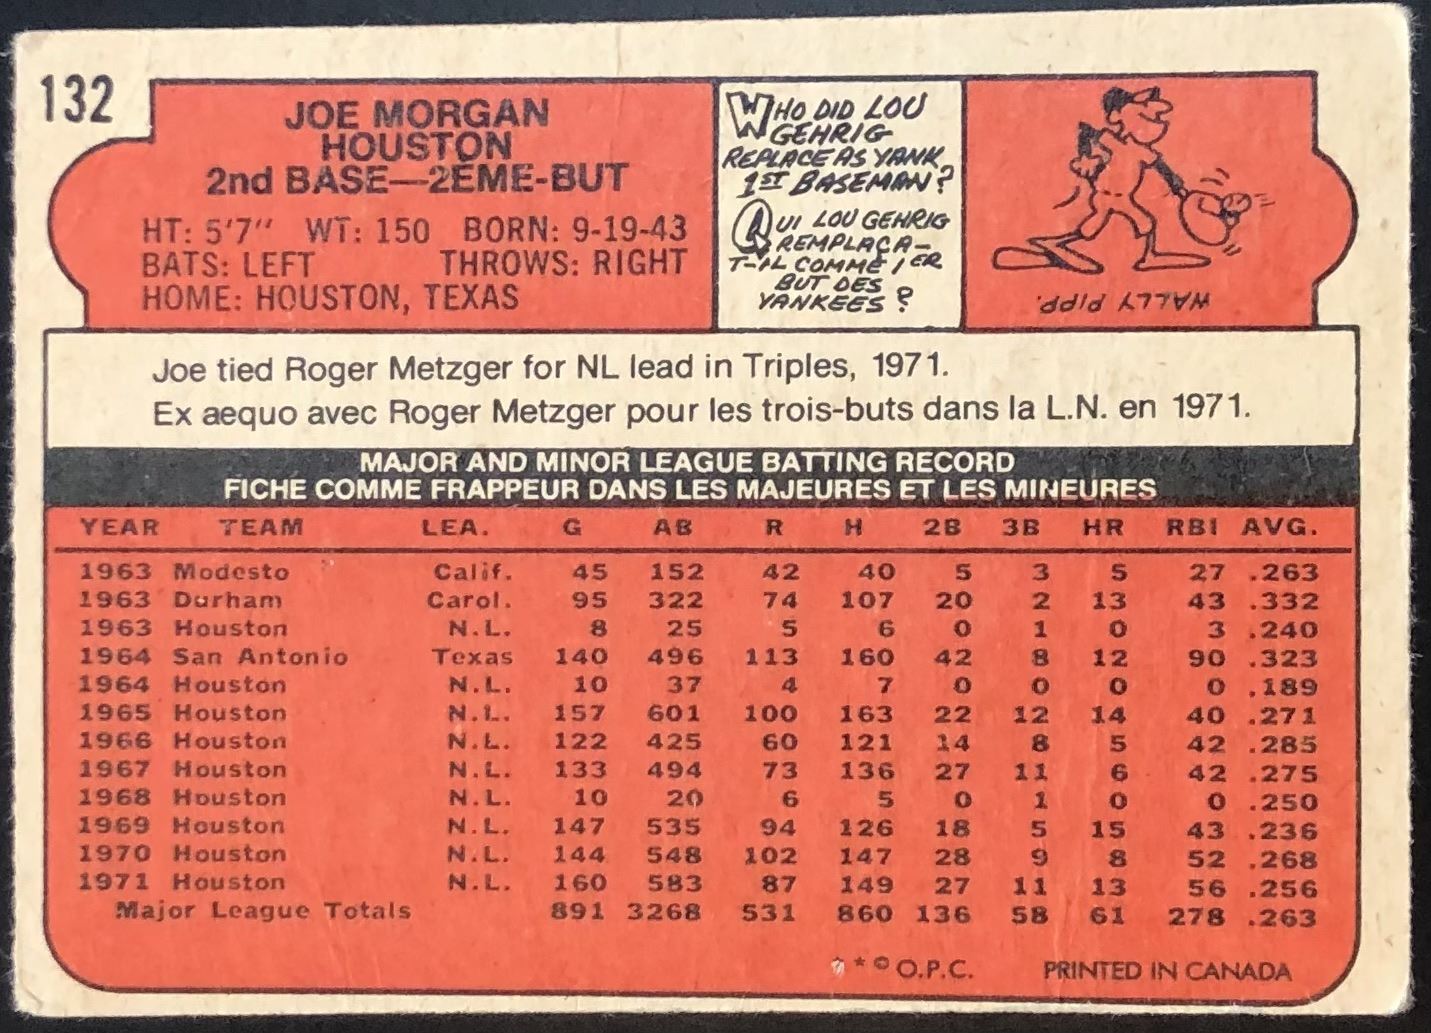 132
JOE MORGAN
HOUSTON
2nd BASE—2EME-BUT
HT: 5'7" WT: 150 BORN: 9-19-43
BATS: LEFT THROWS: RIGHT
HOME: HOUSTON, TEXAS
WHO DID LOU
GEHRIG
REPLACE AS YANK
1ST BASEMAN?
QUI LOU GEHRIG
REMPLAÇA-
T-IL COMME 1ER
BUT DES
YANKEES?
WALLY PIPP.
Joe tied Roger Metzger for NL lead in Triples, 1971.
Ex aequo avec Roger Metzger pour les trois-buts dans la L.N. en 1971.
MAJOR AND MINOR LEAGUE BATTING RECORD
FICHE COMME FRAPPEUR DANS LES MAJEURES ET LES MINEURES
YEAR TEAM LEA. G AB R H 2B 3B HR RBI AVG.
1963 Modesto Calif. 45 152 42 40 5 3 5 27 .263
1963 Durham Carol. 95 322 74 107 20 2 13 43 .332
1963 Houston N.L. 8 25 5 6 0 1 0 3 .240
1964 San Antonio Texas 140 496 113 160 42 8 12 90 .323
1964 Houston N.L. 10 37 4 7 0 0 0 0 .189
1965 Houston N.L. 157 601 100 163 22 12 14 40 .271
1966 Houston N.L. 122 425 60 121 14 8 5 42 .285
1967 Houston N.L. 133 494 73 136 27 11 6 42 .275
1968 Houston N.L. 10 20 6 5 0 1 0 0 .250
1969 Houston N.L. 147 535 94 126 18 5 15 43 .236
1970 Houston N.L. 144 548 102 147 28 9 8 52 .268
1971 Houston N.L. 160 583 87 149 27 11 13 56 .256
Major League Totals 891 3268 531 860 136 58 61 278 .263
* * © O.P.C. PRINTED IN CANADA